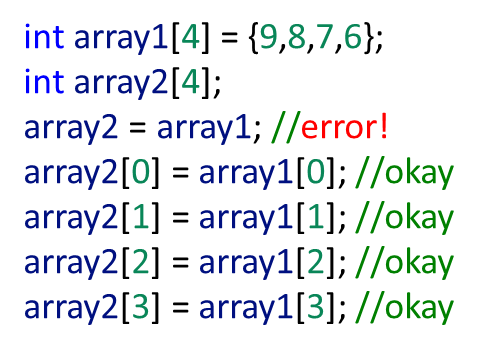 int array1[4] = {9,8,7,6};
int array2[4];
array2 = array1; //error!
array2[0] = array1[0]; //okay
array2[1] = array1[1]; //okay
array2[2] = array1[2]; //okay
array2[3] = array1[3]; //okay